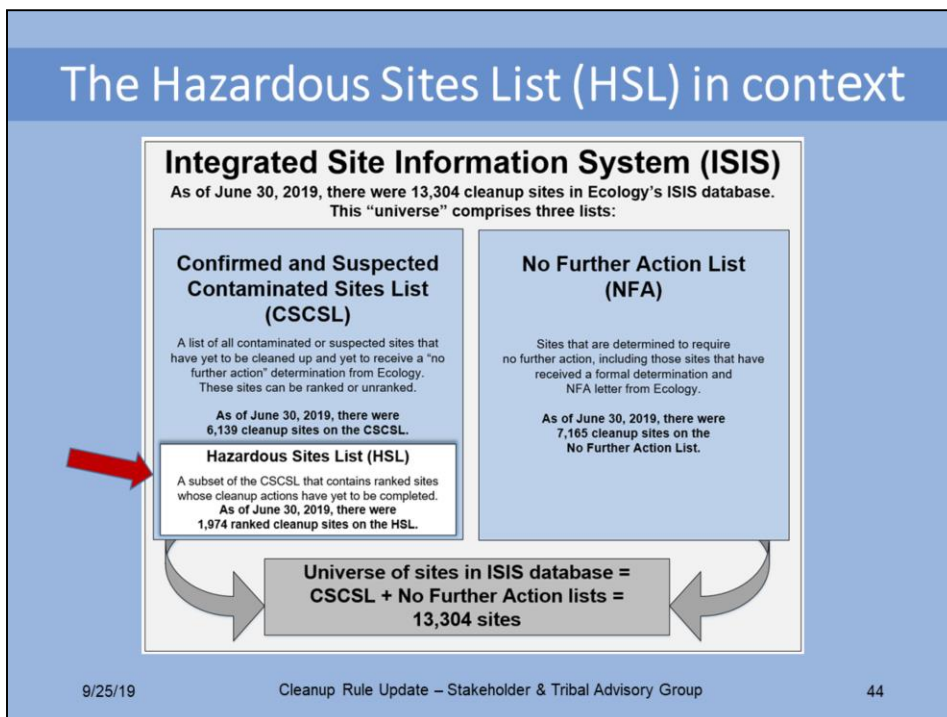 The Hazardous Sites List (HSL) in context
Integrated Site Information System (ISIS)
As of June 30, 2019, there were 13,304 cleanup sites in Ecology's ISIS database.
This “universe” comprises three lists:
Confirmed and Suspected
Contaminated Sites List
(CSCSL)
A list of all contaminated or suspected sites that
have yet to be cleaned up and yet to receive a “no
further action” determination from Ecology.
These sites can be ranked or unranked.
As of June 30, 2019, there were
6,139 cleanup sites on the CSCSL.
Hazardous Sites List (HSL)
A subset of the CSCSL that contains ranked sites
whose cleanup actions have yet to be completed.
As of June 30, 2019, there were
1,974 ranked cleanup sites on the HSL.
No Further Action List
(NFA)
Sites that are determined to require
no further action, including those sites that have
received a formal determination and
NFA letter from Ecology.
As of June 30, 2019, there were
7,165 cleanup sites on the
No Further Action List.
Universe of sites in ISIS database =
CSCSL + No Further Action lists =
13,304 sites
9/25/19
Cleanup Rule Update – Stakeholder & Tribal Advisory Group
44